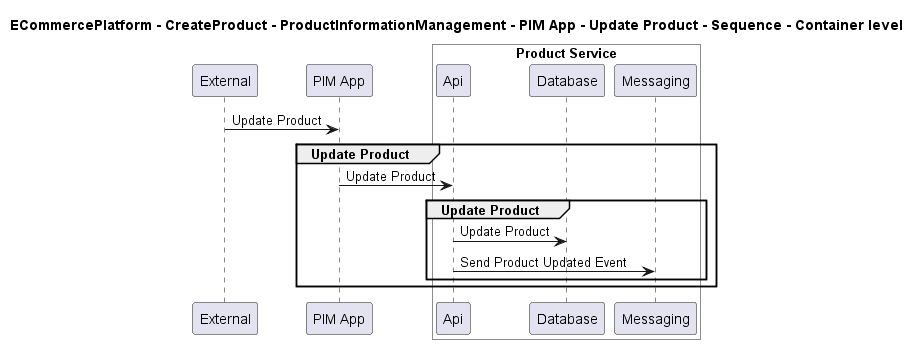 ECommercePlatform - CreateProduct - ProductInformationManagement - PIM App - Update Product - Sequence - Container level
Product Service
External PIM App Api Database Messaging
Update Product
Update Product
Update Product
Update Product
Update Product
Send Product Updated Event
External PIM App Api Database Messaging